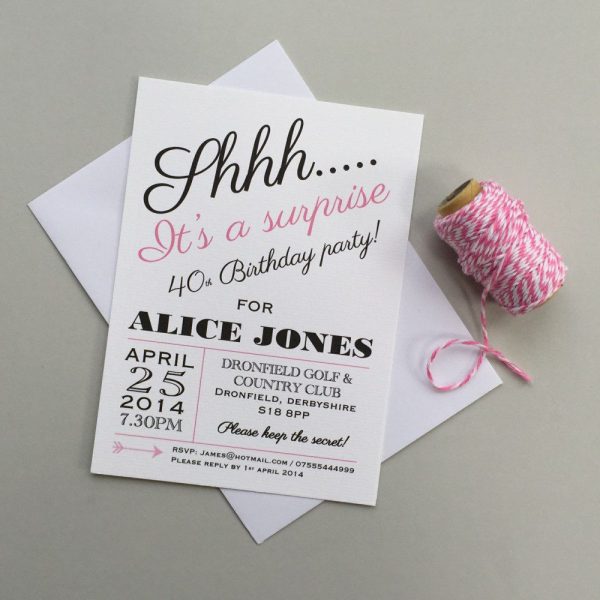 Shhh.....
It's a surprise
40th Birthday party!
FOR
ALICE JONES
APRIL
25
2014
7.30PM
DRONFIELD GOLF &
COUNTRY CLUB
DRONFIELD, DERBYSHIRE
S18 8PP
Please keep the secret!
RSVP: JAMES@HOTMAIL.COM / 07555444999
PLEASE REPLY BY 1ST APRIL 2014